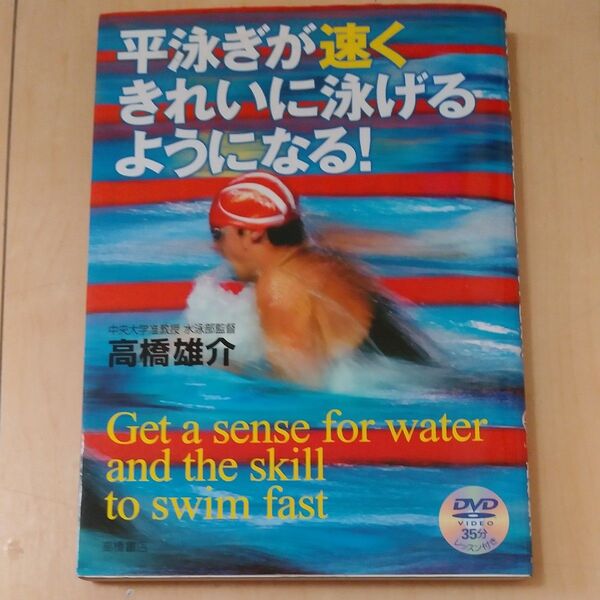 平泳ぎが速く
きれいに泳げる
ようになる!
中央大学准教授 水泳部監督
高橋雄介
Get a sense for water
and the skill
to swim fast
DVD
VIDEO
35分
レッスン付き
高橋書店